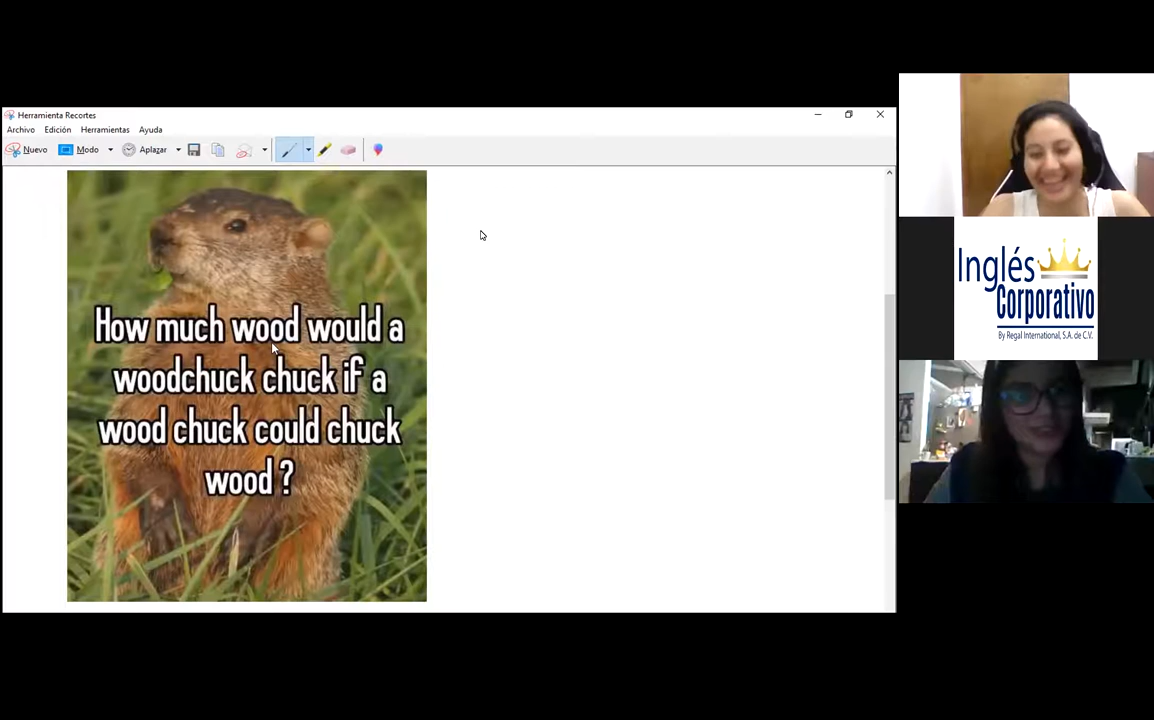 Herramienta Recortes
Archivo Edición Herramientas Ayuda
Nuevo Modo Aplazar
How much wood would a
woodchuck chuck if a
wood chuck could chuck
wood ?
Inglés
Corporativo
By Regal International, S.A. de C.V.